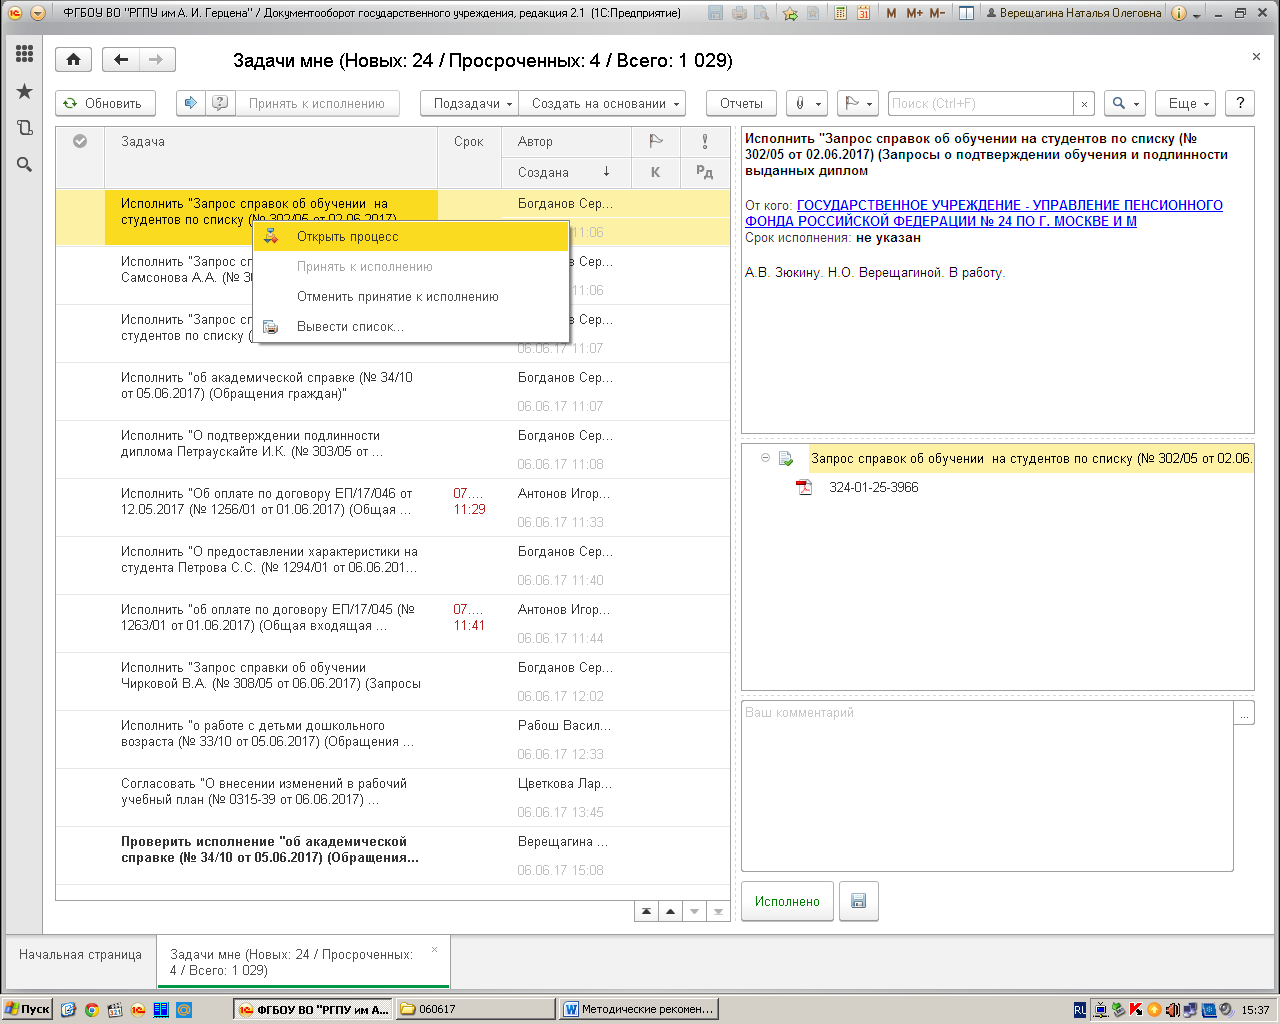 ФГБОУ ВО "РГПУ им А. И. Герцена" / Документооборот государственного учреждения, редакция 2.1 (1С:Предприятие)
M M+ M-
Верещагина Наталья Олеговна
Задачи мне (Новых: 24 / Просроченных: 4 / Всего: 1 029)
Обновить
Принять к исполнению
Подзадачи
Создать на основании
Отчеты
Поиск (Ctrl+F)
Еще
?
Задача
Срок
Автор
Создана
К
Рд
Исполнить "Запрос справок об обучении на
студентов по списку (№ 302/05 от 02.06.2017)
Богданов Сер...
11:06
Открыть процесс
Принять к исполнению
Отменить принятие к исполнению
Вывести список...
Исполнить "Запрос с
Самсонова А.А. (№ 3
Сер...
11:06
Исполнить "Запрос с
студентов по списку (
Сер...
06.06.17 11:07
Исполнить "об академической справке (№ 34/10
от 05.06.2017) (Обращения граждан)"
Богданов Сер...
06.06.17 11:07
Исполнить "О подтверждении подлинности
диплома Петраускайте И.К. (№ 303/05 от ...
Богданов Сер...
06.06.17 11:08
Исполнить "Об оплате по договору ЕП/17/046 от
12.05.2017 (№ 1256/01 от 01.06.2017) (Общая ...
07....
11:29
Антонов Игор...
06.06.17 11:33
Исполнить "О предоставлении характеристики на
студента Петрова С.С. (№ 1294/01 от 06.06.201...
Богданов Сер...
06.06.17 11:40
Исполнить "об оплате по договору ЕП/17/045 (№
1263/01 от 01.06.2017) (Общая входящая ...
07....
11:41
Антонов Игор...
06.06.17 11:44
Исполнить "Запрос справки об обучении
Чирковой В.А. (№ 308/05 от 06.06.2017) (Запросы
Богданов Сер...
06.06.17 12:02
Исполнить "о работе с детьми дошкольного
возраста (№ 33/10 от 05.06.2017) (Обращения ...
Рабош Васил...
06.06.17 12:33
Согласовать "О внесении изменений в рабочий
учебный план (№ 0315-39 от 06.06.2017) ...
Цветкова Лар...
06.06.17 13:45
Проверить исполнение "об академической
справке (№ 34/10 от 05.06.2017) (Обращения...
Верещагина ...
06.06.17 15:08
Исполнить "Запрос справок об обучении на студентов по списку (№
302/05 от 02.06.2017) (Запросы о подтверждении обучения и подлинности
выданных диплом
От кого: ГОСУДАРСТВЕННОЕ УЧРЕЖДЕНИЕ - УПРАВЛЕНИЕ ПЕНСИОННОГО
ФОНДА РОССИЙСКОЙ ФЕДЕРАЦИИ № 24 ПО Г. МОСКВЕ И М
Срок исполнения: не указан
А.В. Зюкину. Н.О. Верещагиной. В работу.
Запрос справок об обучении на студентов по списку (№ 302/05 от 02.06.
324-01-25-3966
Ваш комментарий
...
Исполнено
Начальная страница
Задачи мне (Новых: 24 / Просроченных:
4 / Всего: 1 029)
Пуск
ФГБОУ ВО "РГПУ им А...
060617
Методические рекомен...
RL
15:37